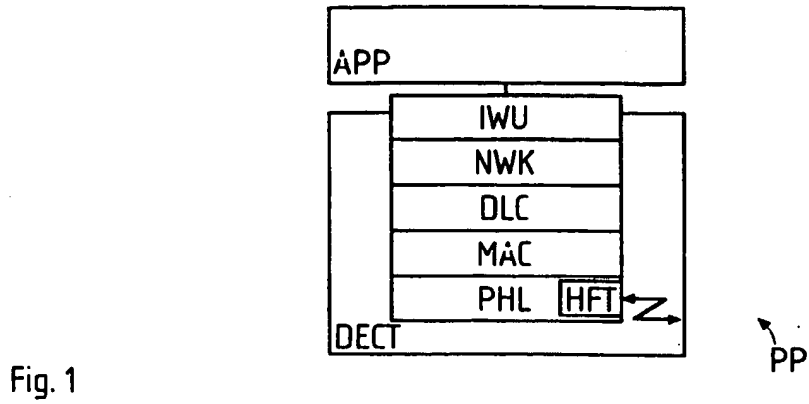 APP
IWU
NWK
DLC
MAC
PHL HFT
DECT
PP
Fig. 1